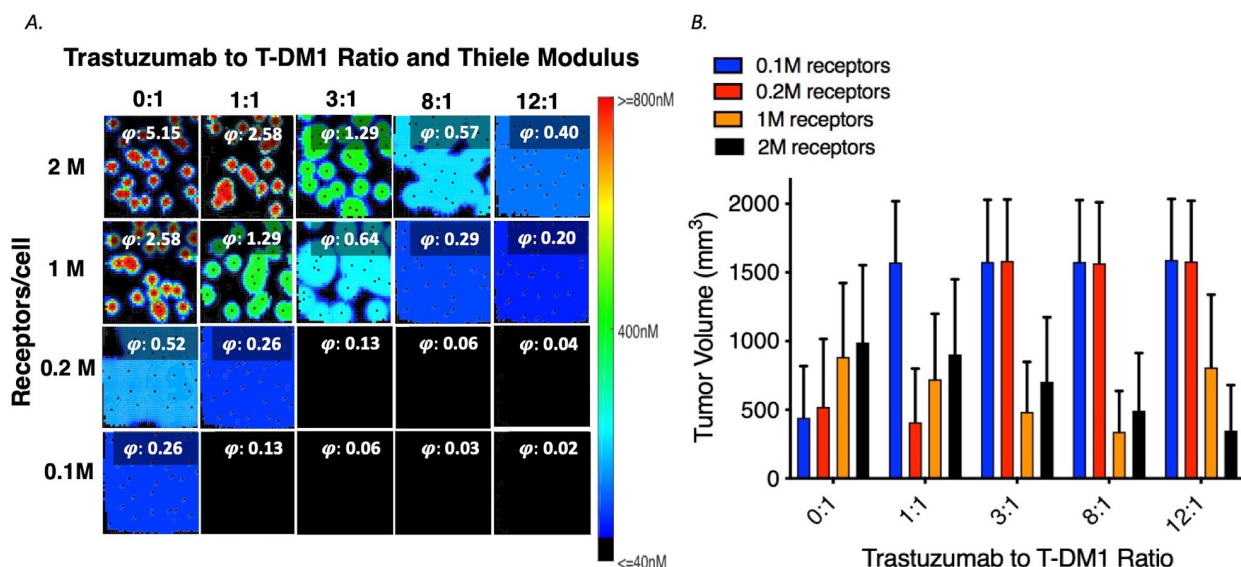 A.
Trastuzumab to T-DM1 Ratio and Thiele Modulus
0:1 1:1 3:1 8:1 12:1
Receptors/cell
2 M
φ: 5.15 φ: 2.58 φ: 1.29 φ: 0.57 φ: 0.40
1 M
φ: 2.58 φ: 1.29 φ: 0.64 φ: 0.29 φ: 0.20
0.2 M
φ: 0.52 φ: 0.26 φ: 0.13 φ: 0.06 φ: 0.04
0.1M
φ: 0.26 φ: 0.13 φ: 0.06 φ: 0.03 φ: 0.02
>=800nM
400nM
<=40nM
B.
0.1M receptors
0.2M receptors
1M receptors
2M receptors
Tumor Volume (mm³)
2000
1500
1000
500
0
0:1 1:1 3:1 8:1 12:1
Trastuzumab to T-DM1 Ratio